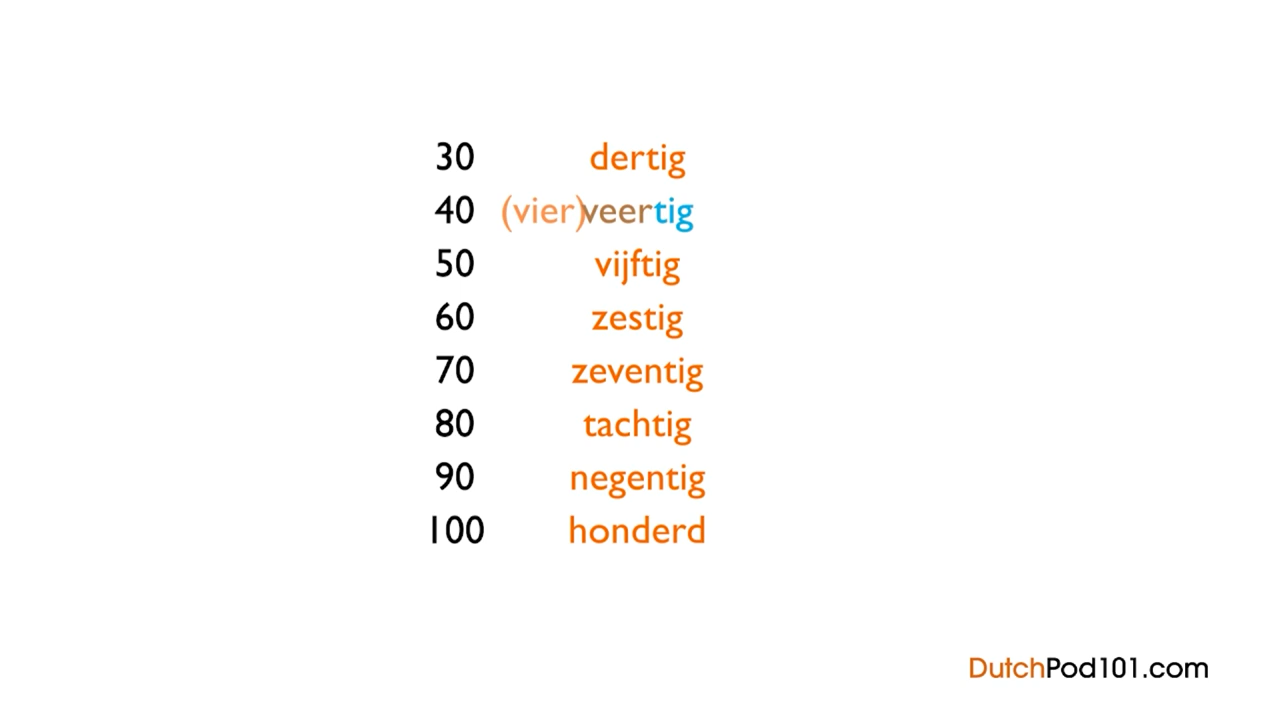 30 dertig
40 (vier)veertig
50 vijftig
60 zestig
70 zeventig
80 tachtig
90 negentig
100 honderd
DutchPod101.com